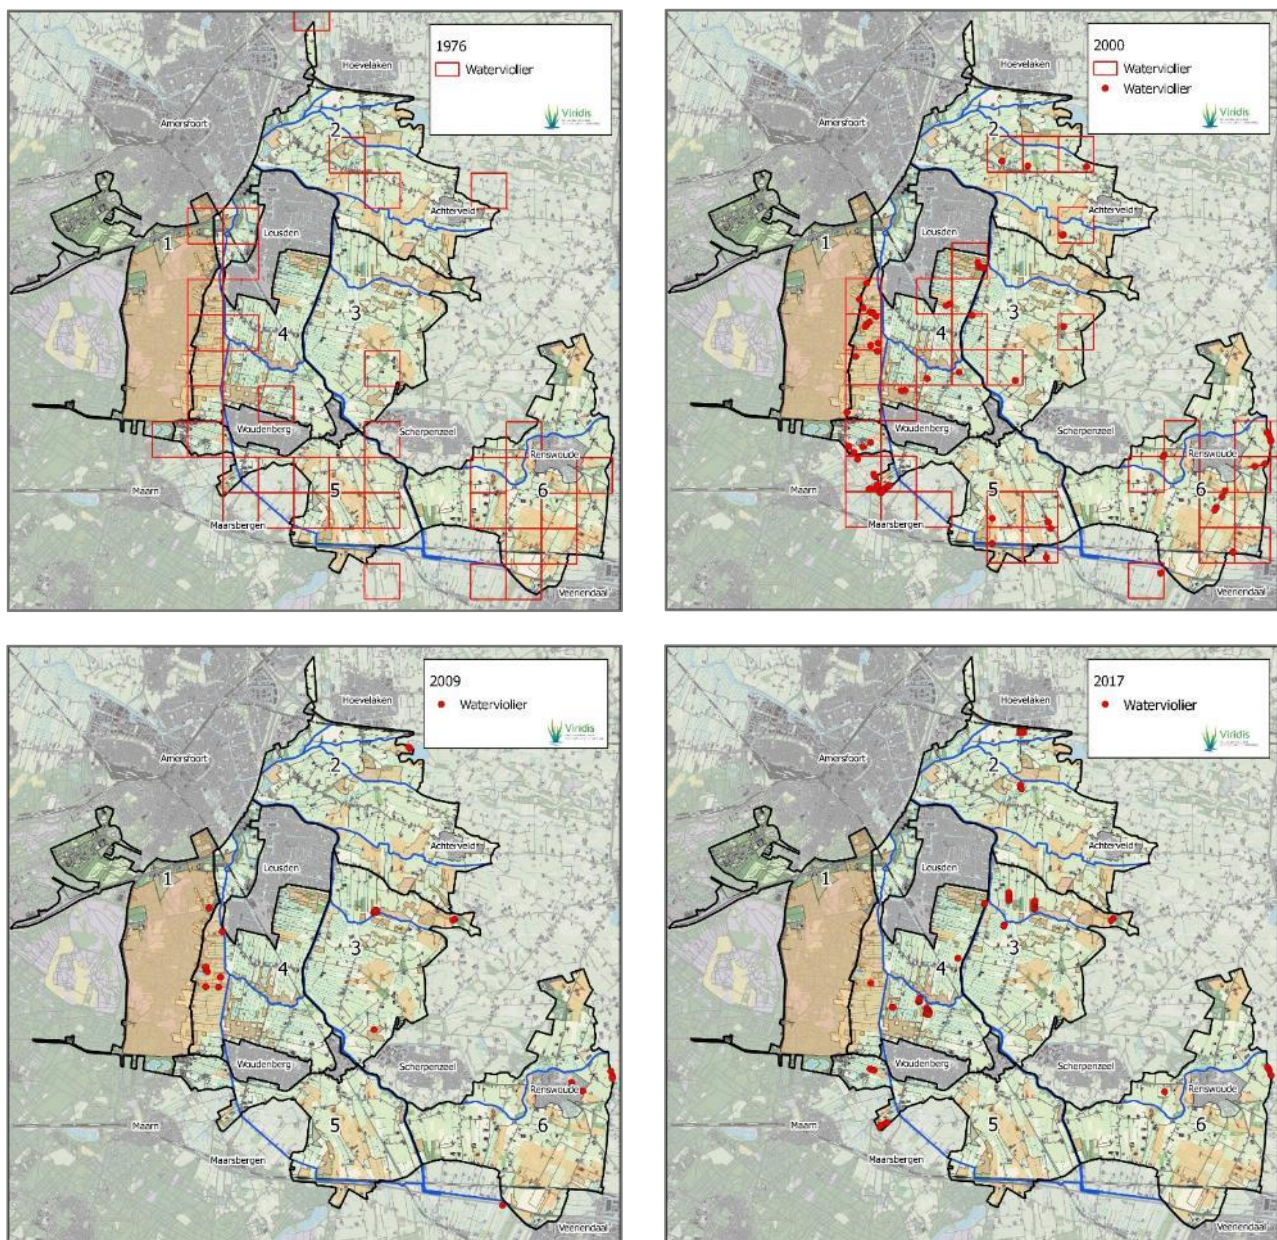 1976
Waterviolier
Viridis
Hoevelaken
Amersfoort
2
Achterveld
1
Leusden
3
4
Woudenberg
Scherpenzeel
Renswoude
Maarn
5
6
Maarsbergen
Veenendaal
2000
Waterviolier
Waterviolier
Viridis
Hoevelaken
Amersfoort
2
Achterveld
1
Leusden
3
4
Woudenberg
Scherpenzeel
Renswoude
Maarn
5
6
Maarsbergen
Veenendaal
2009
Waterviolier
Viridis
Hoevelaken
Amersfoort
2
Achterveld
1
Leusden
3
4
Woudenberg
Scherpenzeel
Renswoude
Maarn
5
6
Maarsbergen
Veenendaal
2017
Waterviolier
Viridis
Hoevelaken
Amersfoort
2
Achterveld
1
Leusden
3
4
Woudenberg
Scherpenzeel
Renswoude
Maarn
5
6
Maarsbergen
Veenendaal